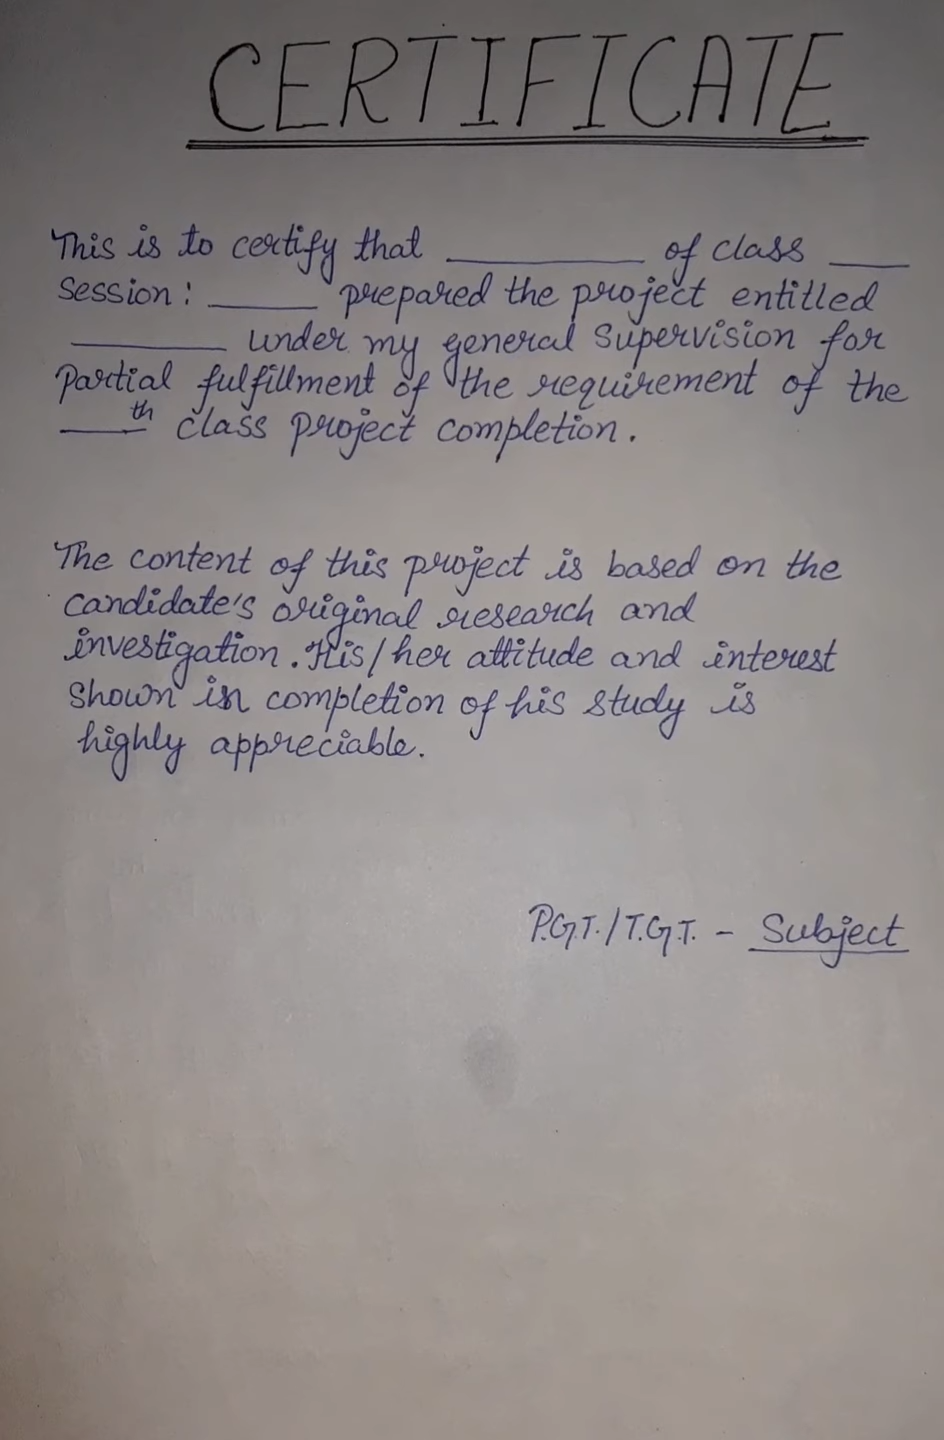 CERTIFICATE
This is to certify that __________ of class ____
Session: _____ prepared the project entitled
________ under my general Supervision for
Partial fulfillment of the requirement of the
____th class project completion.
The content of this project is based on the
candidate's original research and
investigation. His/her attitude and interest
shown in completion of his study is
highly appreciable.
P.G.T./T.G.T. - Subject